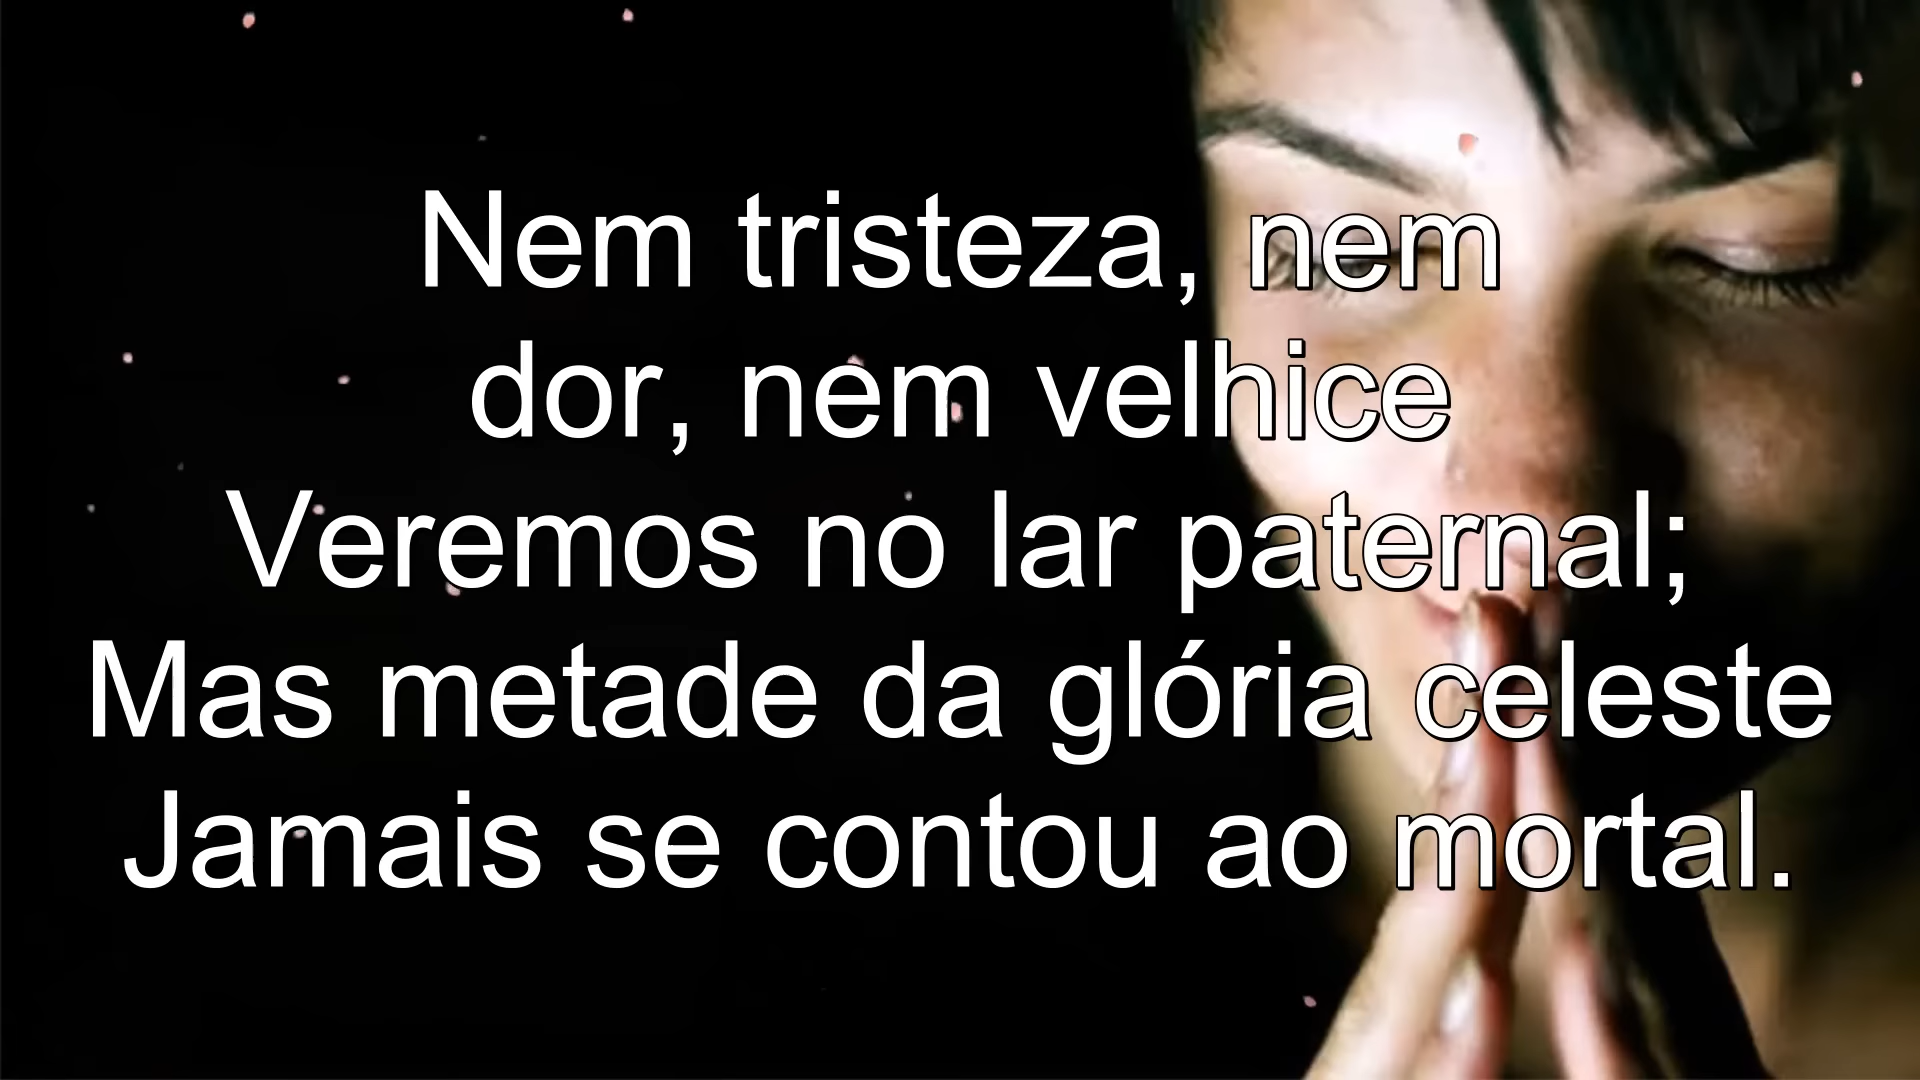 Nem tristeza, nem
dor, nem velhice
Veremos no lar paternal;
Mas metade da glória celeste
Jamais se contou ao mortal.